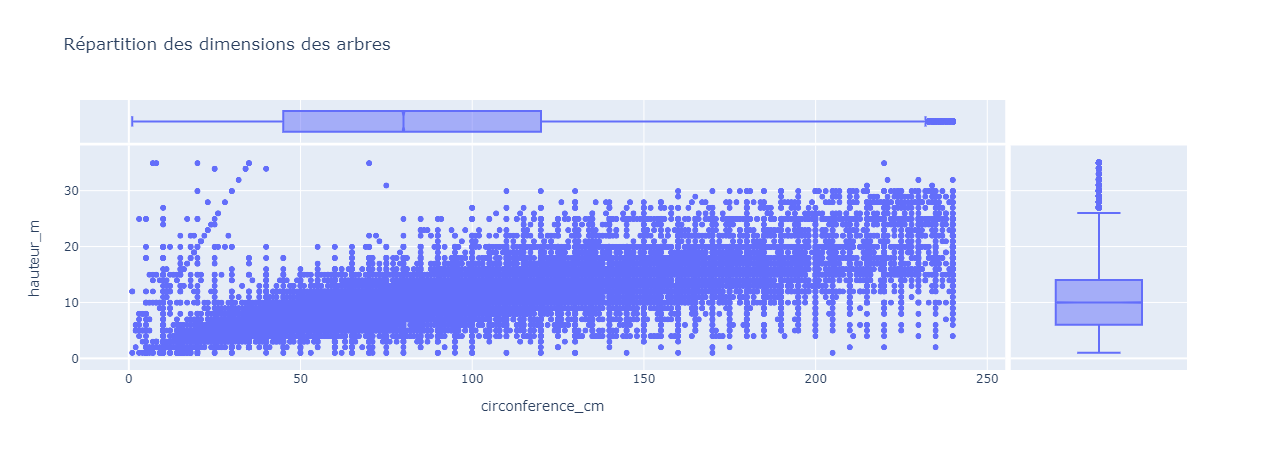 Répartition des dimensions des arbres
hauteur_m
30
20
10
0
0 50 100 150 200 250
circonference_cm